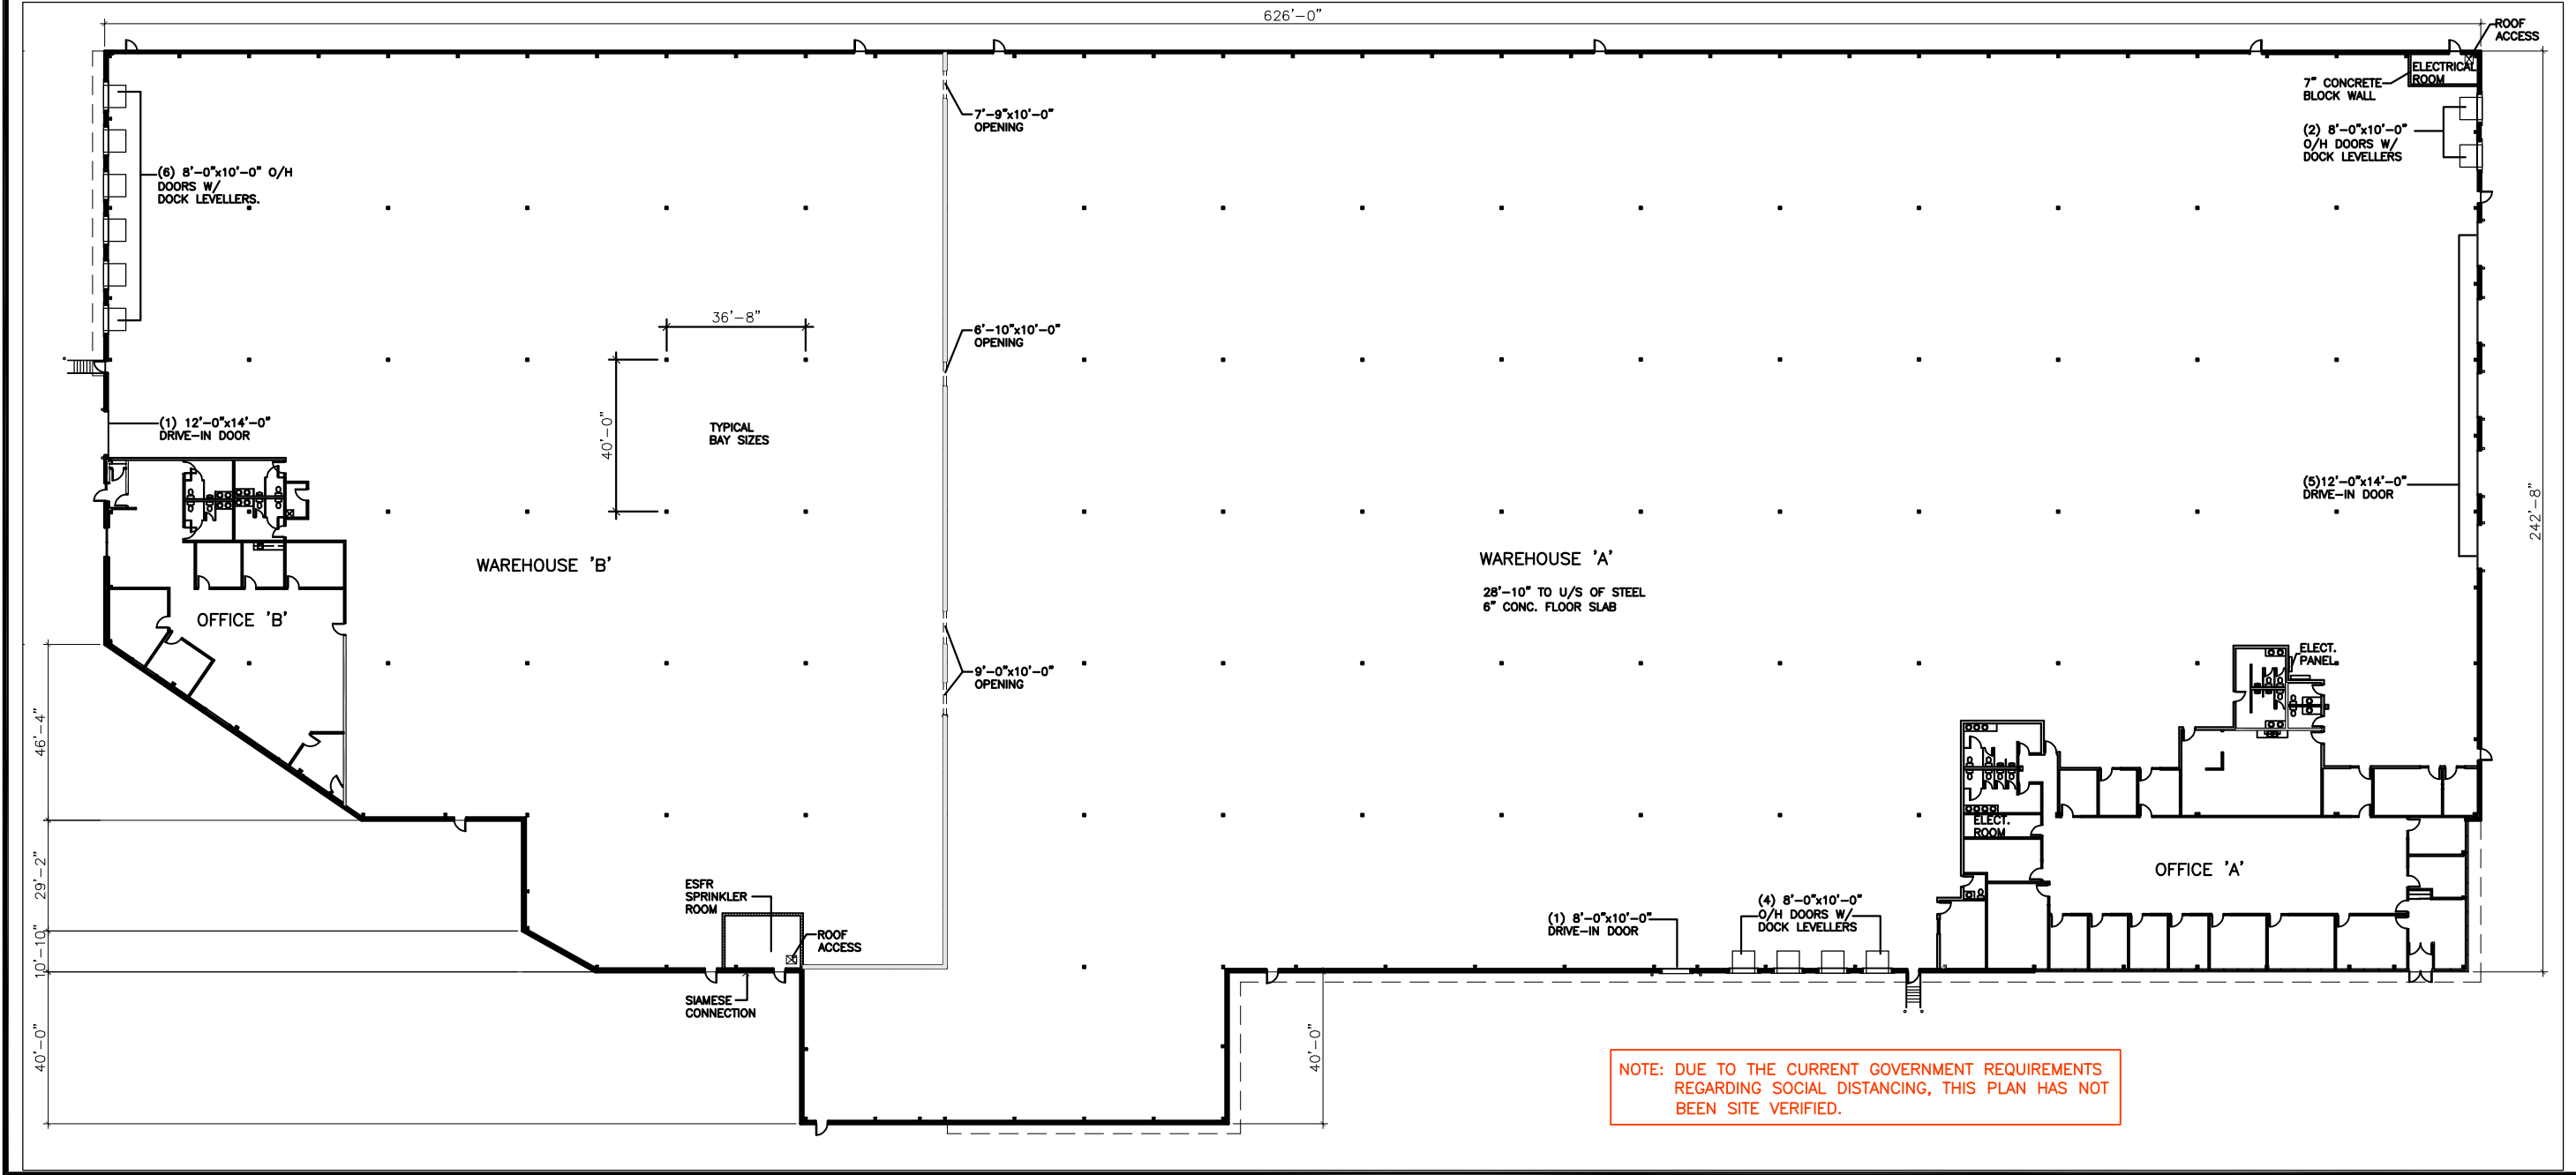 626'-0"
ROOF
ACCESS
ELECTRICAL
ROOM
7" CONCRETE
BLOCK WALL
7'-9"x10'-0"
OPENING
(2) 8'-0"x10'-0"
O/H DOORS W/
DOCK LEVELLERS
(6) 8'-0"x10'-0" O/H
DOORS W/
DOCK LEVELLERS.
36'-8"
6'-10"x10'-0"
OPENING
40'-0"
TYPICAL
BAY SIZES
(1) 12'-0"x14'-0"
DRIVE-IN DOOR
(5)12'-0"x14'-0"
DRIVE-IN DOOR
242'-8"
WAREHOUSE 'B'
WAREHOUSE 'A'
28'-10" TO U/S OF STEEL
6" CONC. FLOOR SLAB
OFFICE 'B'
9'-0"x10'-0"
OPENING
ELECT.
PANEL
46'-4"
ELECT.
ROOM
OFFICE 'A'
29'-2"
ESFR
SPRINKLER
ROOM
ROOF
ACCESS
(1) 8'-0"x10'-0"
DRIVE-IN DOOR
(4) 8'-0"x10'-0"
O/H DOORS W/
DOCK LEVELLERS
10'-10"
SIAMESE
CONNECTION
40'-0"
40'-0"
NOTE: DUE TO THE CURRENT GOVERNMENT REQUIREMENTS
REGARDING SOCIAL DISTANCING, THIS PLAN HAS NOT
BEEN SITE VERIFIED.